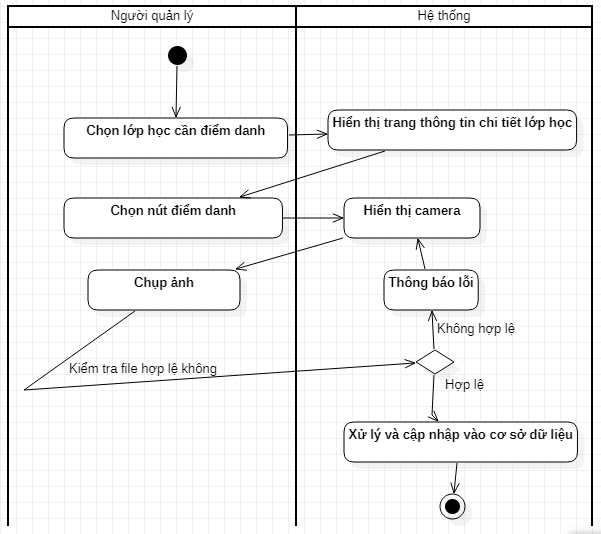 Người quản lý
Hệ thống
Chọn lớp học cần điểm danh
Hiển thị trang thông tin chi tiết lớp học
Chọn nút điểm danh
Hiển thị camera
Chụp ảnh
Thông báo lỗi
Không hợp lệ
Kiểm tra file hợp lệ không
Hợp lệ
Xử lý và cập nhập vào cơ sở dữ liệu